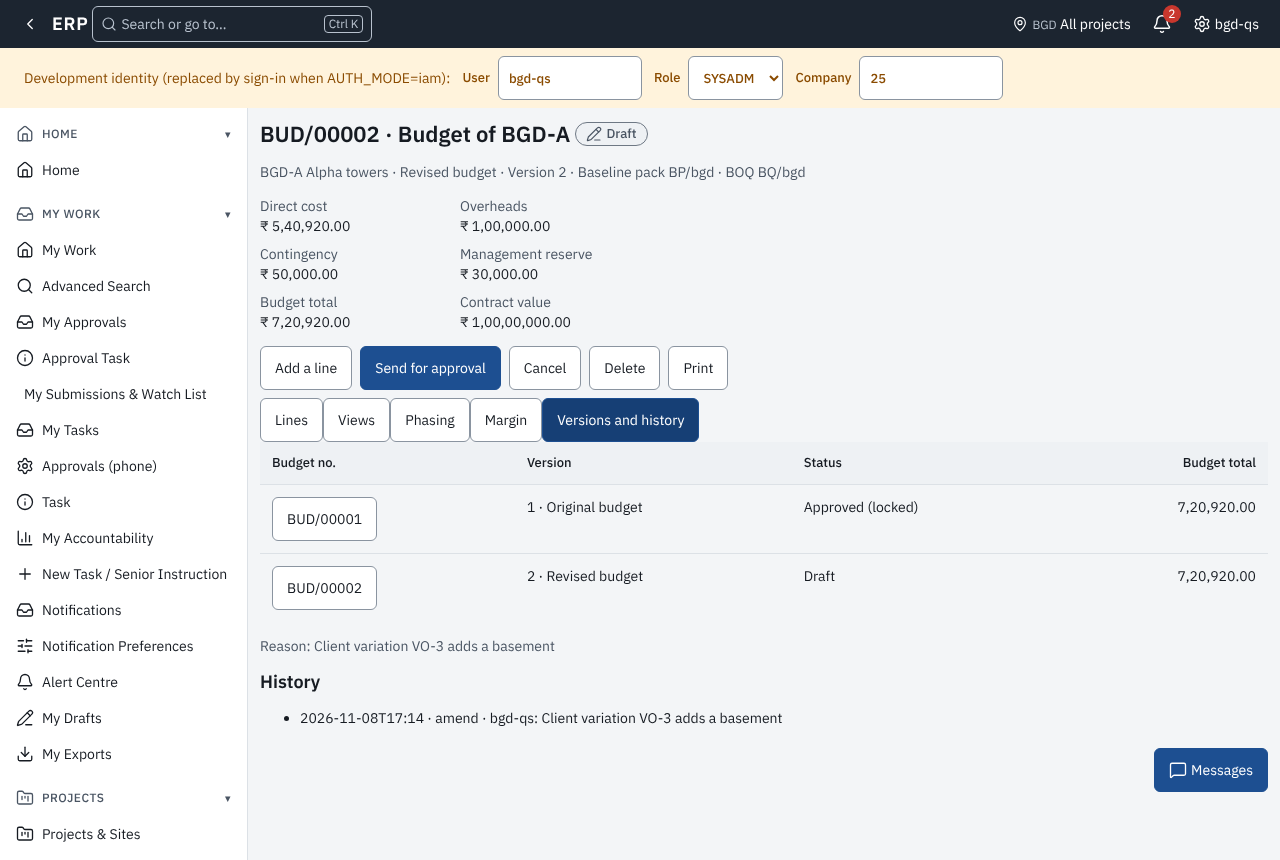 ERP
Search or go to...
Ctrl K
BGD All projects
2
bgd-qs
Development identity (replaced by sign-in when AUTH_MODE=iam):
User
bgd-qs
Role
SYSADM
Company
25
HOME
Home
MY WORK
My Work
Advanced Search
My Approvals
Approval Task
My Submissions & Watch List
My Tasks
Approvals (phone)
Task
My Accountability
New Task / Senior Instruction
Notifications
Notification Preferences
Alert Centre
My Drafts
My Exports
PROJECTS
Projects & Sites
BUD/00002 · Budget of BGD-A
Draft
BGD-A Alpha towers · Revised budget · Version 2 · Baseline pack BP/bgd · BOQ BQ/bgd
Direct cost Overheads
₹ 5,40,920.00 ₹ 1,00,000.00
Contingency Management reserve
₹ 50,000.00 ₹ 30,000.00
Budget total Contract value
₹ 7,20,920.00 ₹ 1,00,00,000.00
Add a line Send for approval Cancel Delete Print
Lines Views Phasing Margin Versions and history
Budget no. Version Status Budget total
BUD/00001 1 · Original budget Approved (locked) 7,20,920.00
BUD/00002 2 · Revised budget Draft 7,20,920.00
Reason: Client variation VO-3 adds a basement
History
• 2026-11-08T17:14 · amend · bgd-qs: Client variation VO-3 adds a basement
Messages